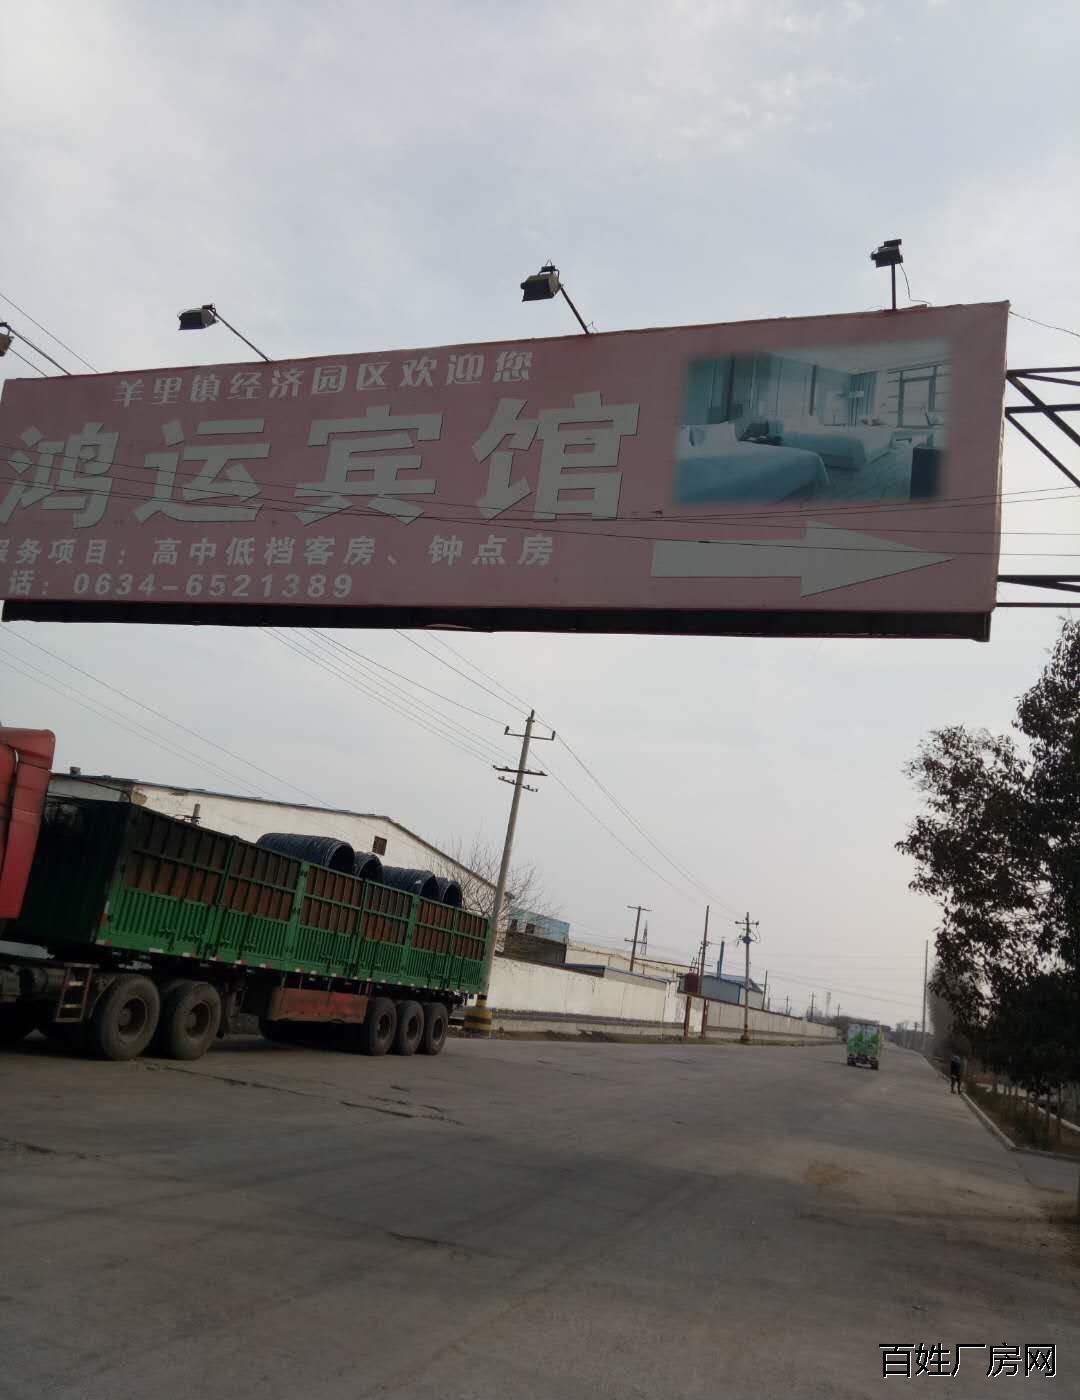 羊里镇经济园区欢迎您
鸿运宾馆
服务项目：高中低档客房、钟点房
话：0634-6521389
百姓厂房网